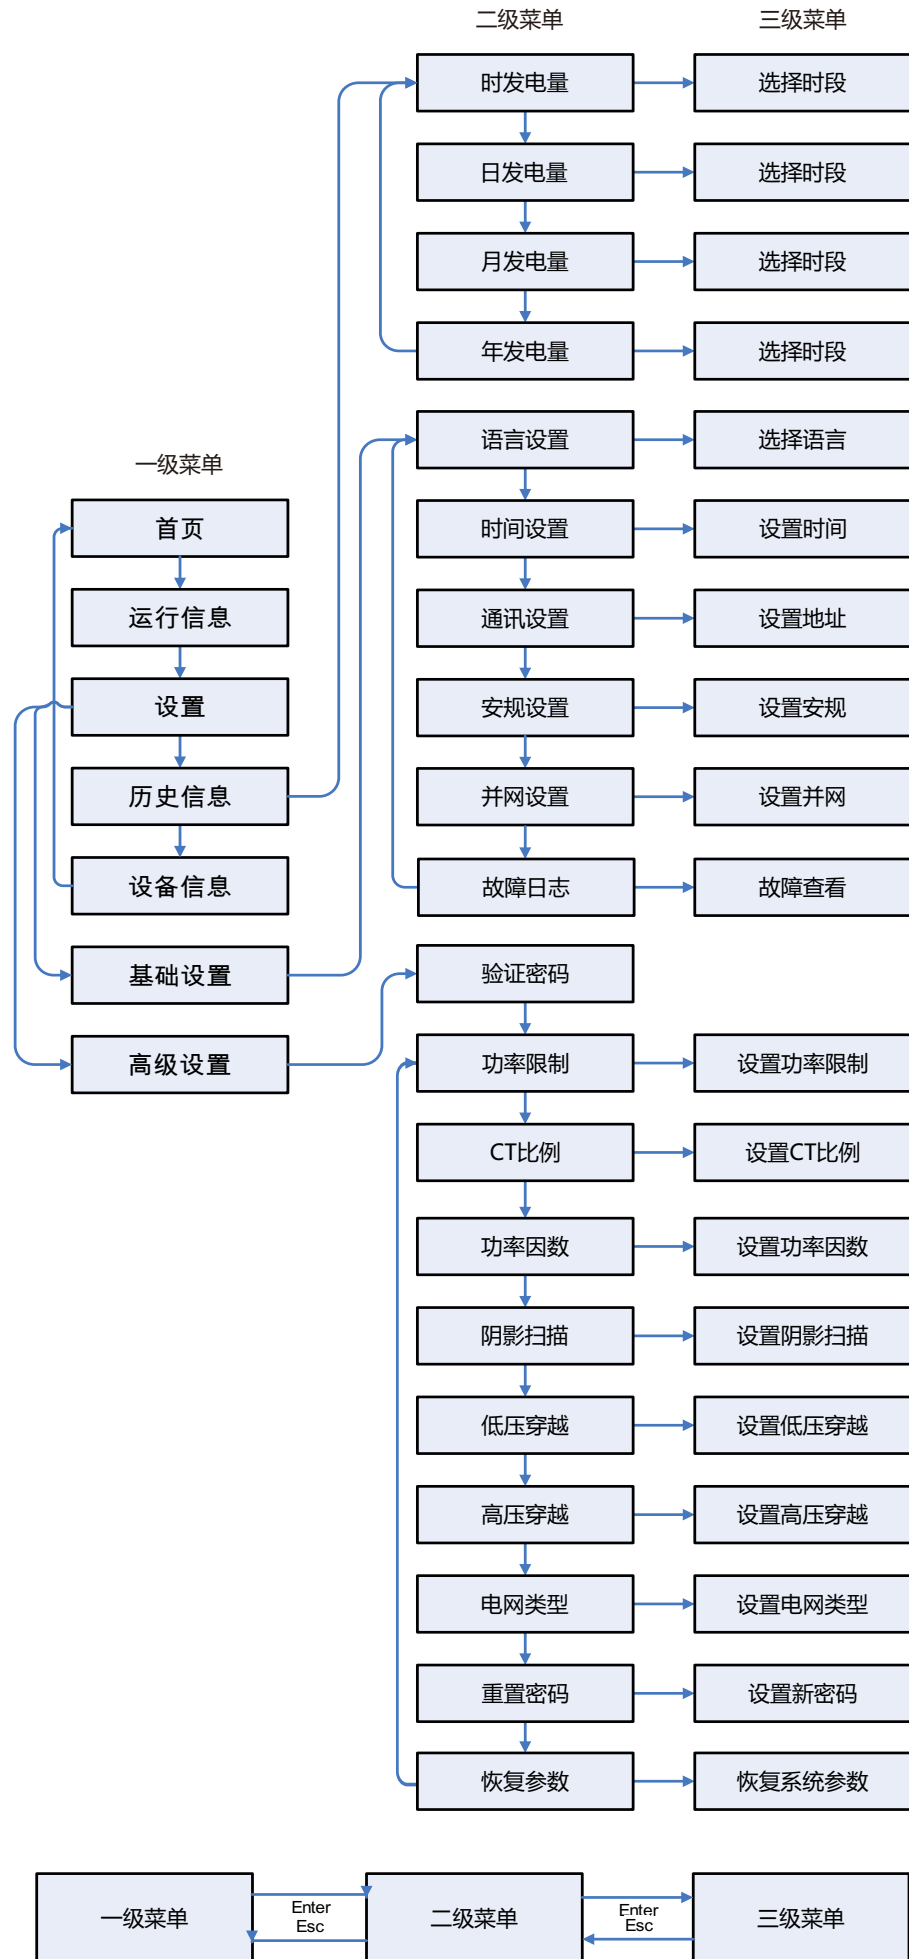 二级菜单 三级菜单
时发电量 选择时段
日发电量 选择时段
月发电量 选择时段
年发电量 选择时段
语言设置 选择语言
一级菜单
首页 时间设置 设置时间
运行信息 通讯设置 设置地址
设置 安规设置 设置安规
历史信息 并网设置 设置并网
设备信息 故障日志 故障查看
基础设置 验证密码
高级设置 功率限制 设置功率限制
CT比例 设置CT比例
功率因数 设置功率因数
阴影扫描 设置阴影扫描
低压穿越 设置低压穿越
高压穿越 设置高压穿越
电网类型 设置电网类型
重置密码 设置新密码
恢复参数 恢复系统参数
一级菜单 Enter 二级菜单 Enter 三级菜单
Esc Esc